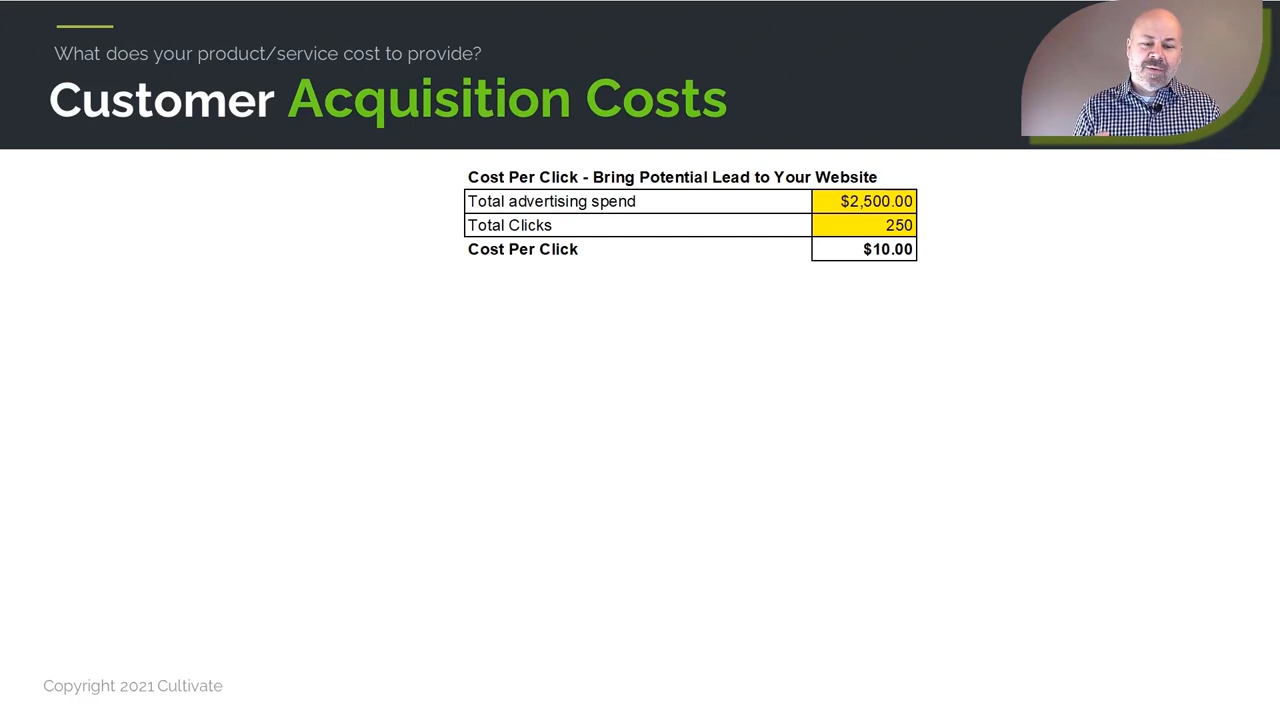 What does your product/service cost to provide?
Customer Acquisition Costs
Cost Per Click - Bring Potential Lead to Your Website
Total advertising spend $2,500.00
Total Clicks 250
Cost Per Click $10.00
Copyright 2021 Cultivate